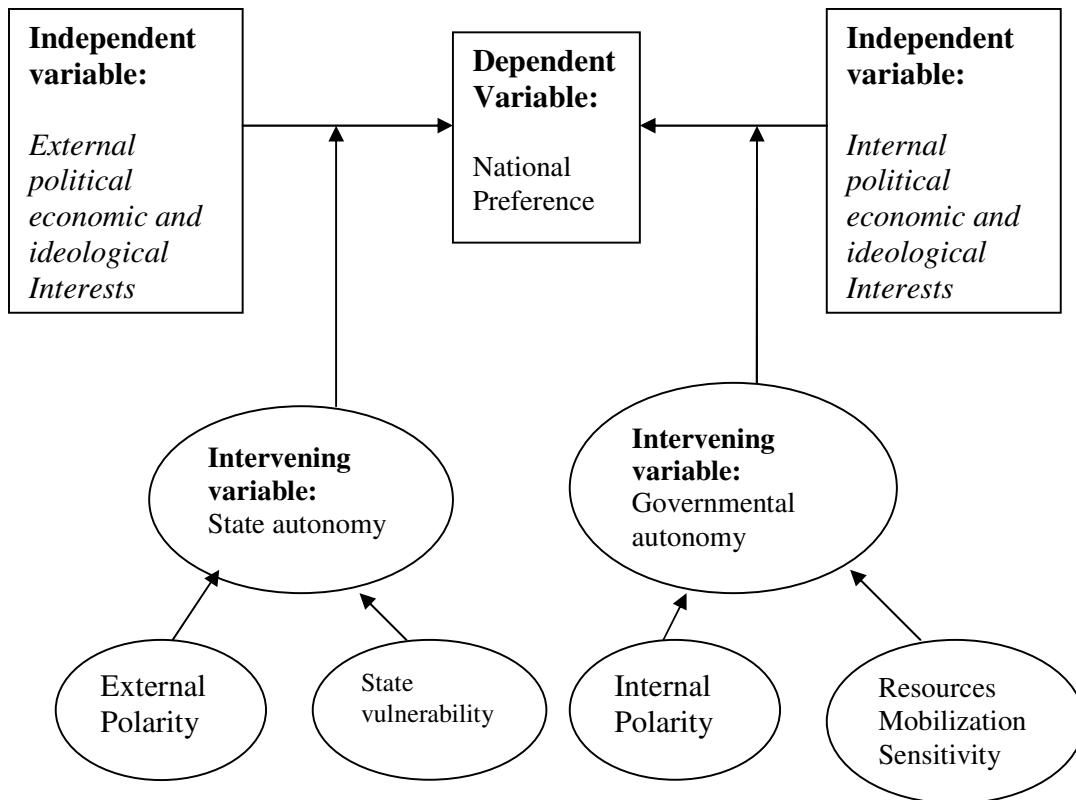 Independent
variable:
External
political
economic and
ideological
Interests
Dependent
Variable:
National
Preference
Independent
variable:
Internal
political
economic and
ideological
Interests
Intervening
variable:
State autonomy
Intervening
variable:
Governmental
autonomy
External
Polarity
State
vulnerability
Internal
Polarity
Resources
Mobilization
Sensitivity